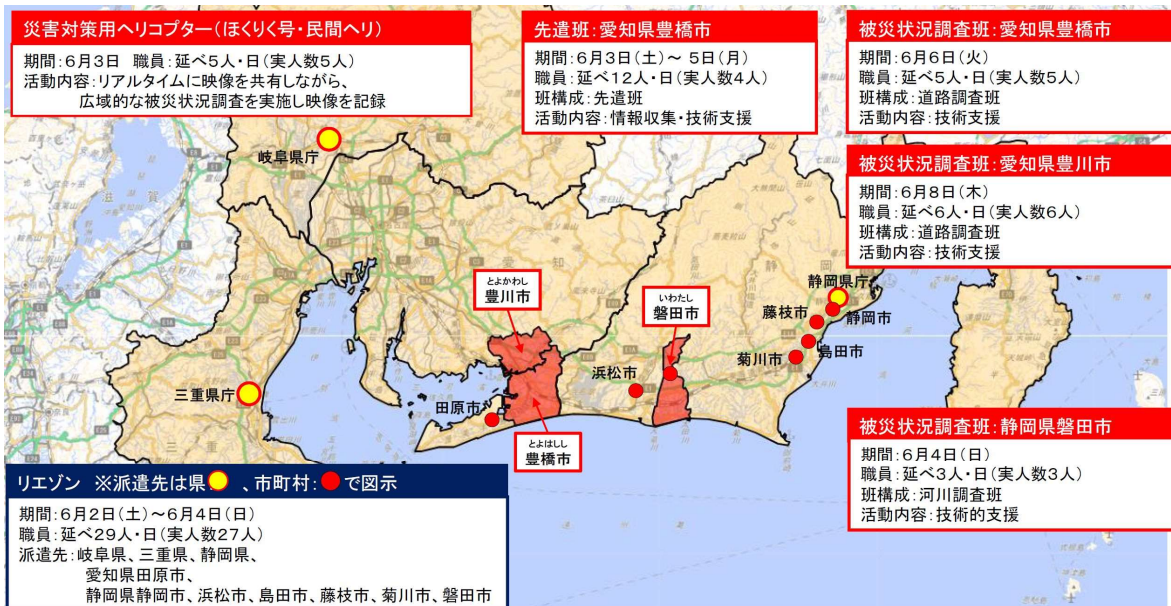 災害対策用ヘリコプター(ほくりく号・民間ヘリ)
期間:6月3日 職員:延べ5人・日(実人数5人)
活動内容:リアルタイムに映像を共有しながら、
広域的な被災状況調査を実施し映像を記録
先遣班:愛知県豊橋市
期間:6月3日(土)～ 5日(月)
職員:延べ12人・日(実人数4人)
班構成:先遣班
活動内容:情報収集・技術支援
被災状況調査班:愛知県豊橋市
期間:6月6日(火)
職員:延べ5人・日(実人数5人)
班構成:道路調査班
活動内容:技術支援
被災状況調査班:愛知県豊川市
期間:6月8日(木)
職員:延べ6人・日(実人数6人)
班構成:道路調査班
活動内容:技術支援
岐阜県庁
滋賀
愛知
静岡
とよかわし
豊川市
いわたし
磐田市
静岡県庁
藤枝市
静岡市
島田市
菊川市
浜松市
三重県庁
田原市
とよはしし
豊橋市
三重
被災状況調査班:静岡県磐田市
期間:6月4日(日)
職員:延べ3人・日(実人数3人)
班構成:河川調査班
活動内容:技術的支援
リエゾン ※派遣先は県 、市町村: で図示
期間:6月2日(土)～6月4日(日)
職員:延べ29人・日(実人数27人)
派遣先:岐阜県、三重県、静岡県、
愛知県田原市、
静岡県静岡市、浜松市、島田市、藤枝市、菊川市、磐田市